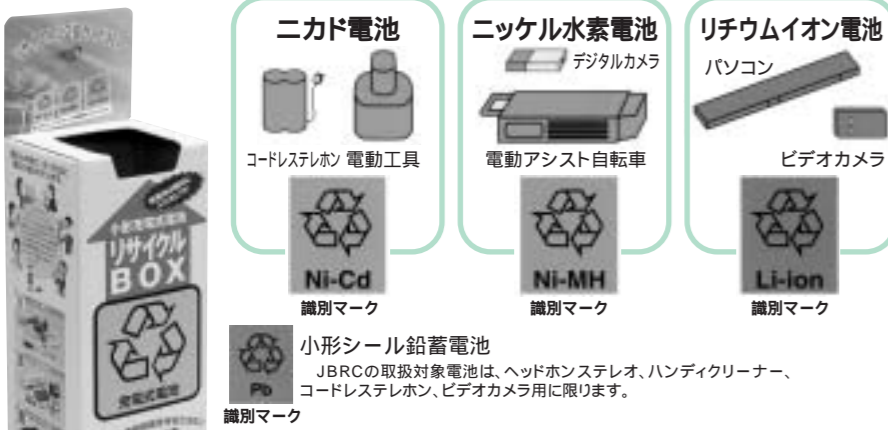 ニカド電池
コードレステレホン 電動工具
Ni-Cd
識別マーク
ニッケル水素電池
デジタルカメラ
電動アシスト自転車
Ni-MH
識別マーク
リチウムイオン電池
パソコン
ビデオカメラ
Li-ion
識別マーク
リサイクル
BOX
充電式電池
Pb
識別マーク
小形シール鉛蓄電池
JBRCの取扱対象電池は、ヘッドホンステレオ、ハンディクリーナー、
コードレステレホン、ビデオカメラ用に限ります。